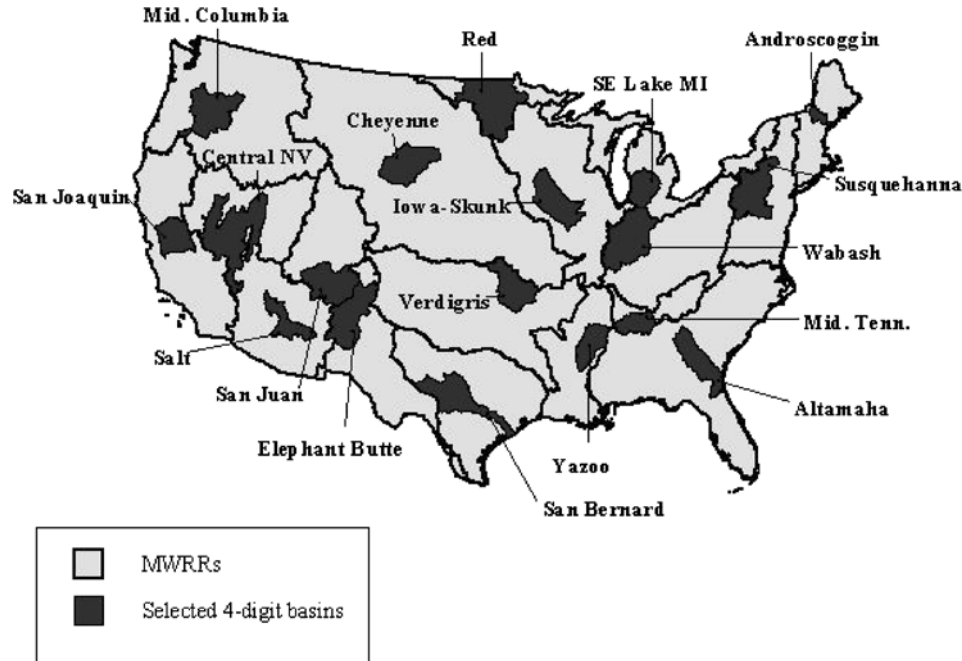 Mid. Columbia
Red
Androscoggin
SE Lake MI
Cheyenne
Central NV
San Joaquin
Iowa-Skunk
Susquehanna
Wabash
Verdigris
Mid. Tenn.
Salt
San Juan
Altamaha
Elephant Butte
Yazoo
San Bernard
MWRRs
Selected 4-digit basins